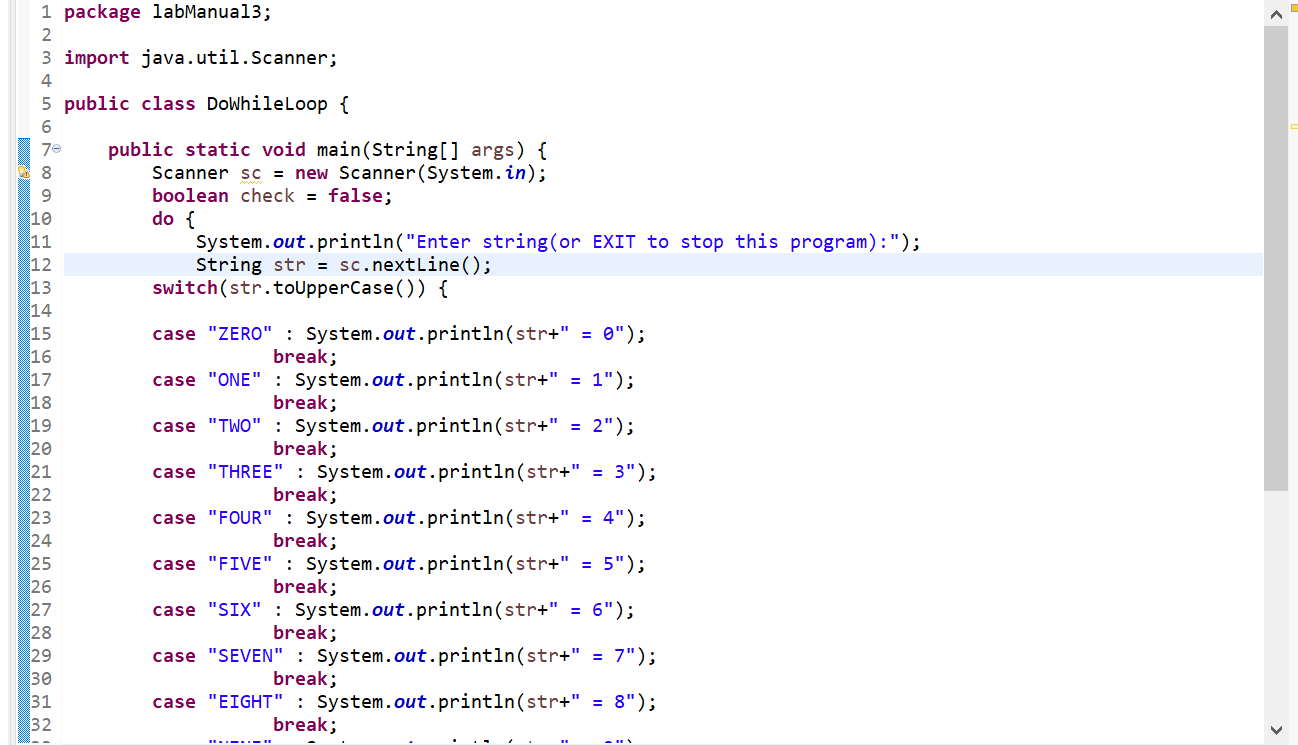 1 package labManual3;
2
3 import java.util.Scanner;
4
5 public class DoWhileLoop {
6
7 public static void main(String[] args) {
8 Scanner sc = new Scanner(System.in);
9 boolean check = false;
10 do {
11 System.out.println("Enter string(or EXIT to stop this program):");
12 String str = sc.nextLine();
13 switch(str.toUpperCase()) {
14
15 case "ZERO" : System.out.println(str+" = 0");
16 break;
17 case "ONE" : System.out.println(str+" = 1");
18 break;
19 case "TWO" : System.out.println(str+" = 2");
20 break;
21 case "THREE" : System.out.println(str+" = 3");
22 break;
23 case "FOUR" : System.out.println(str+" = 4");
24 break;
25 case "FIVE" : System.out.println(str+" = 5");
26 break;
27 case "SIX" : System.out.println(str+" = 6");
28 break;
29 case "SEVEN" : System.out.println(str+" = 7");
30 break;
31 case "EIGHT" : System.out.println(str+" = 8");
32 break;